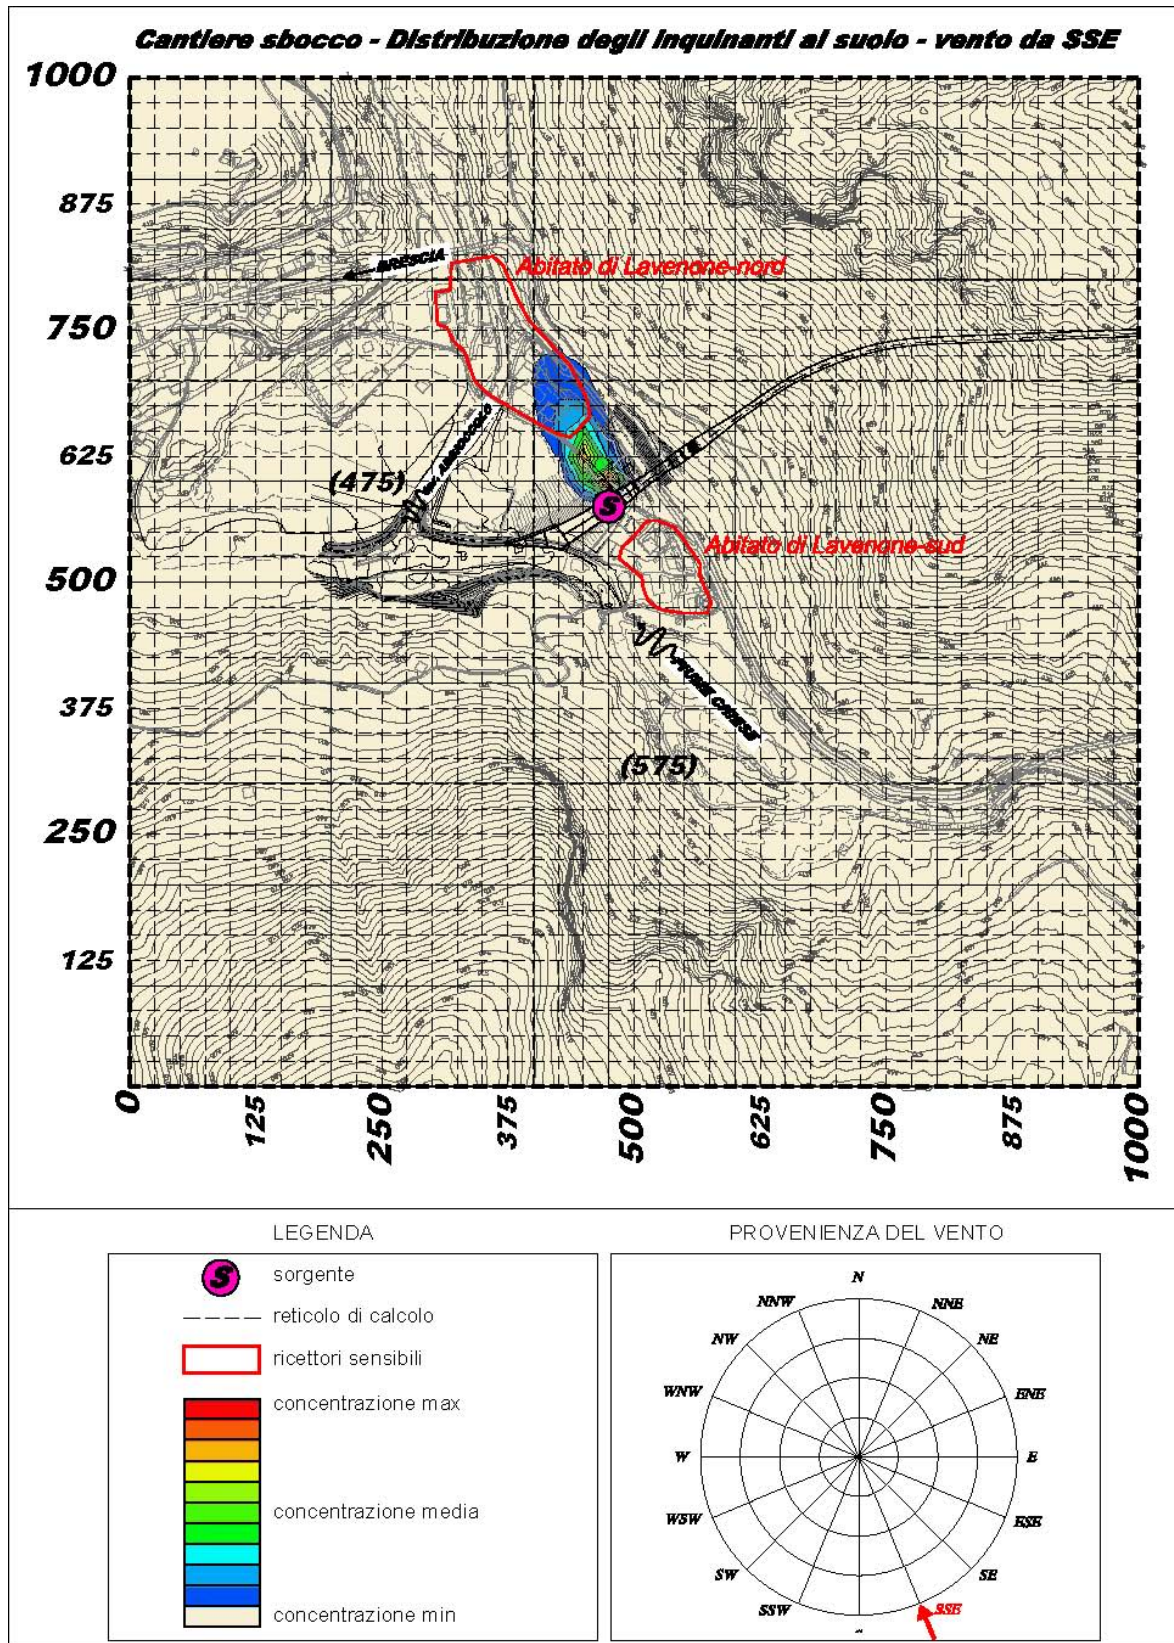 Cantiere sbocco - Distribuzione degli inquinanti al suolo - vento da SSE
1000
875
750
625
500
375
250
125
0
125
250
375
500
625
750
875
1000
BRESCIA
Abitato di Lavenone-nord
(475)
S
Abitato di Lavenone-sud
(575)
LEGENDA
S
sorgente
reticolo di calcolo
ricettori sensibili
concentrazione max
concentrazione media
concentrazione min
PROVENIENZA DEL VENTO
N
NNE
NE
ENE
E
ESE
SE
SSE
SSW
SW
WSW
W
WNW
NW
NNW